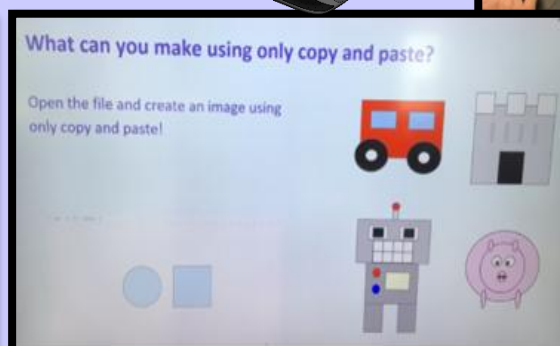 What can you make using only copy and paste?
Open the file and create an image using
only copy and paste!